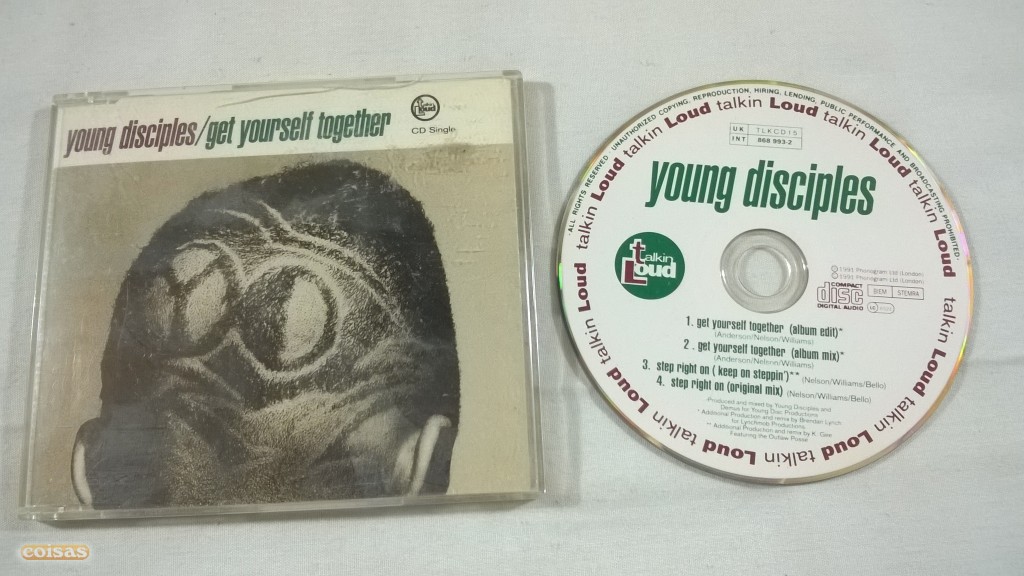 young disciples/get yourself together
talkin Loud
CD Single
ALL RIGHTS RESERVED. UNAUTHORIZED COPYING, REPRODUCTION, HIRING, LENDING, PUBLIC PERFORMANCE AND BROADCASTING PROHIBITED.
talkin Loud talkin Loud talkin Loud talkin Loud talkin Loud talkin Loud talkin Loud
UK TLKCD15
INT 868 993-2
young disciples
talkin Loud
℗ 1991 Phonogram Ltd (London)
© 1991 Phonogram Ltd (London)
COMPACT disc DIGITAL AUDIO
BIEM STEMRA
1. get yourself together (album edit)*
(Anderson/Nelson/Williams)
2. get yourself together (album mix)*
(Anderson/Nelson/Williams)
3. step right on (keep on steppin')** (Nelson/Williams/Bello)
4. step right on (original mix) (Nelson/Williams/Bello)
Produced and mixed by Young Disciples and
Demus for Young Disc Productions
* Additional Production and remix by Brendan Lynch
for Lynchmob Productions
** Additional Production and remix by K. Gee
Featuring the Outlaw Posse
coisas